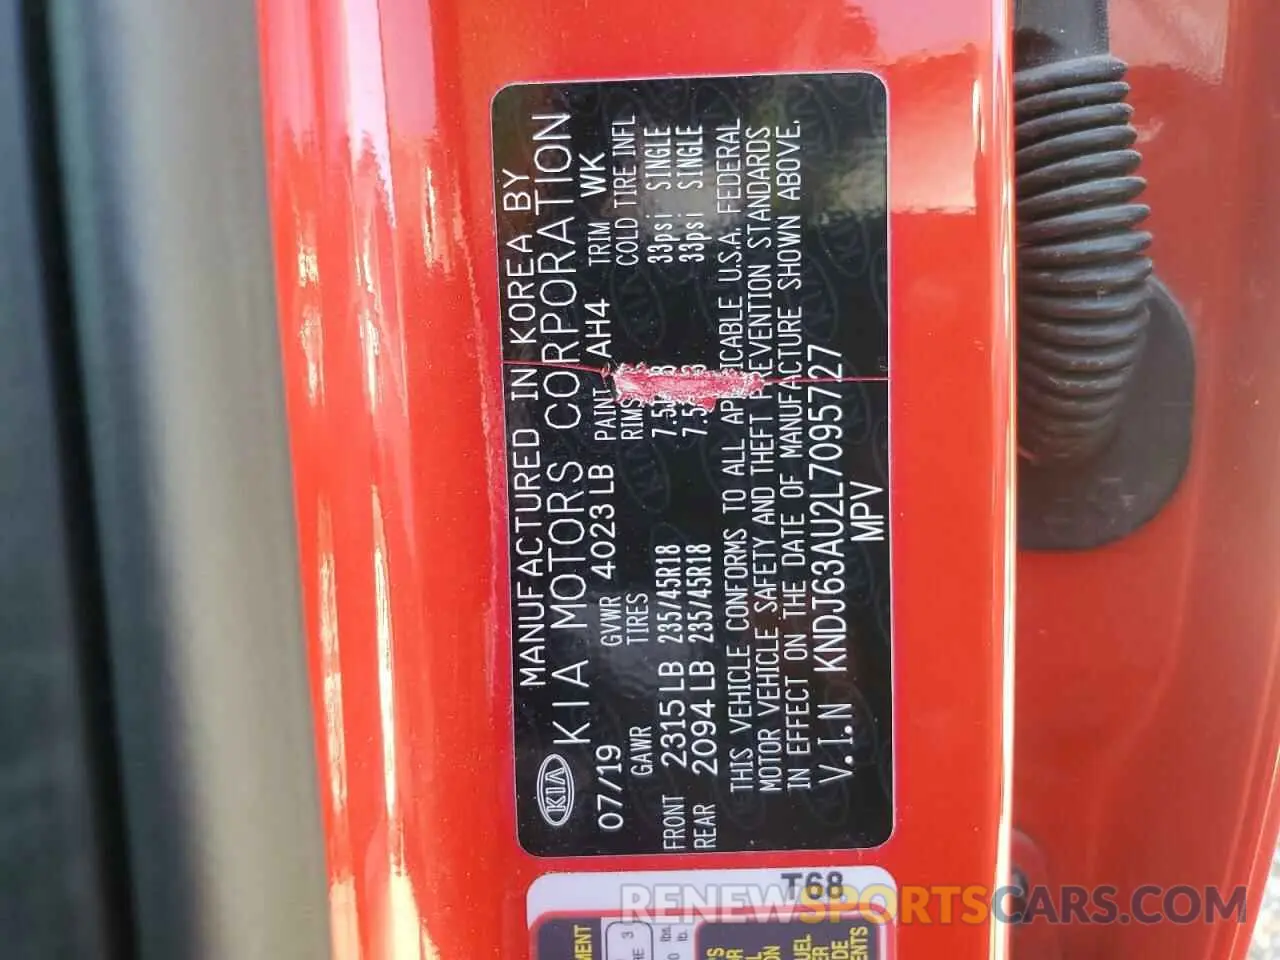 MANUFACTURED IN KOREA BY
KIA KIA MOTORS CORPORATION
07/19 GVWR 4023 LB PAINT AH4 TRIM WK
GAWR TIRES RIMS COLD TIRE INFL
FRONT 2315 LB 235/45R18 33psi SINGLE
REAR 2094 LB 235/45R18 33psi SINGLE
THIS VEHICLE CONFORMS TO ALL U.S.A. FEDERAL
MOTOR VEHICLE SAFETY AND THEFT PREVENTION STANDARDS
IN EFFECT ON THE DATE OF MANUFACTURE SHOWN ABOVE.
V.I.N KNDJ63AU2L7095727
MPV
T68
RENEWSPORTSCARS.COM